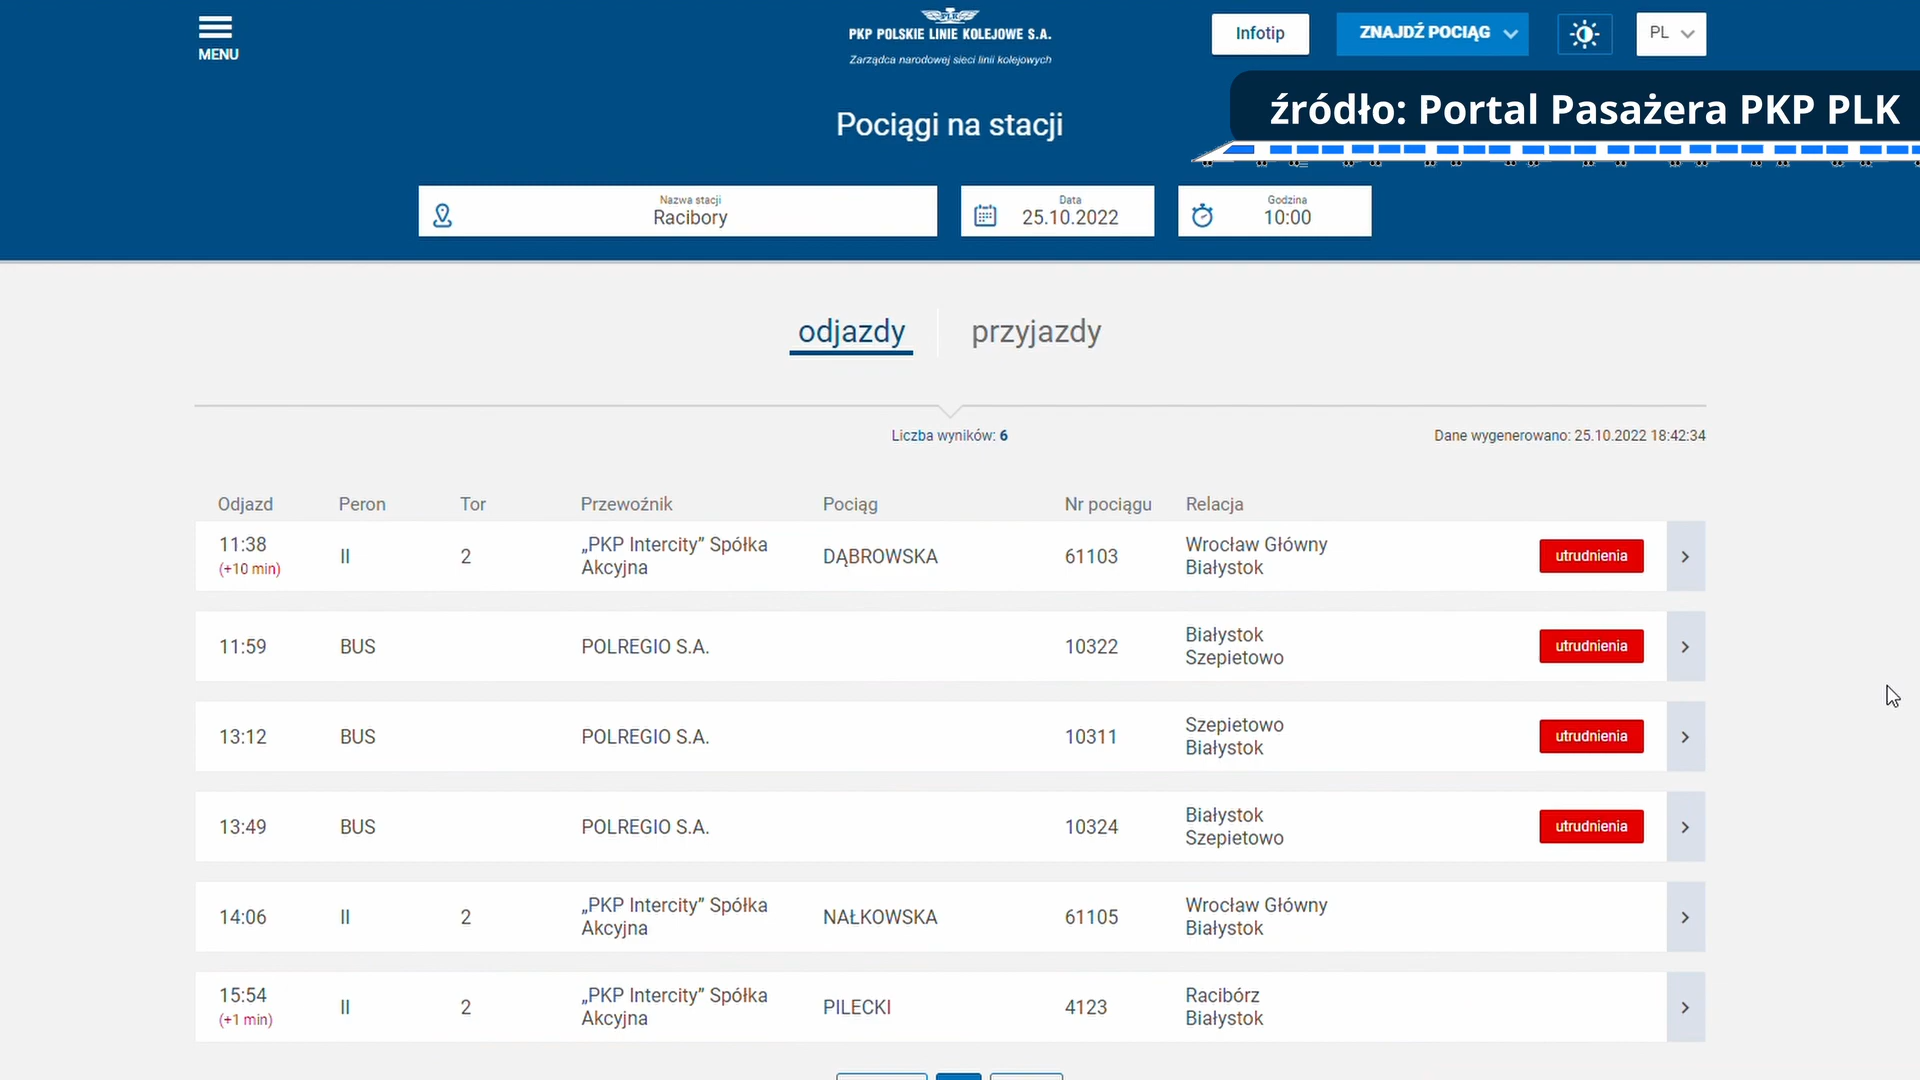 MENU
PKP POLSKIE LINIE KOLEJOWE S.A.
Zarządca narodowej sieci linii kolejowych
Infotip
ZNAJDŹ POCIĄG
PL
źródło: Portal Pasażera PKP PLK
Pociągi na stacji
Nazwa stacji
Racibory
Data
25.10.2022
Godzina
10:00
odjazdy
przyjazdy
Liczba wyników: 6
Dane wygenerowano: 25.10.2022 18:42:34
Odjazd Peron Tor Przewoźnik Pociąg Nr pociągu Relacja
11:38 (+10 min) II 2 „PKP Intercity” Spółka Akcyjna DĄBROWSKA 61103 Wrocław Główny Białystok utrudnienia
11:59 BUS POLREGIO S.A. 10322 Białystok Szepietowo utrudnienia
13:12 BUS POLREGIO S.A. 10311 Szepietowo Białystok utrudnienia
13:49 BUS POLREGIO S.A. 10324 Białystok Szepietowo utrudnienia
14:06 II 2 „PKP Intercity” Spółka Akcyjna NAŁKOWSKA 61105 Wrocław Główny Białystok
15:54 (+1 min) II 2 „PKP Intercity” Spółka Akcyjna PILECKI 4123 Racibórz Białystok